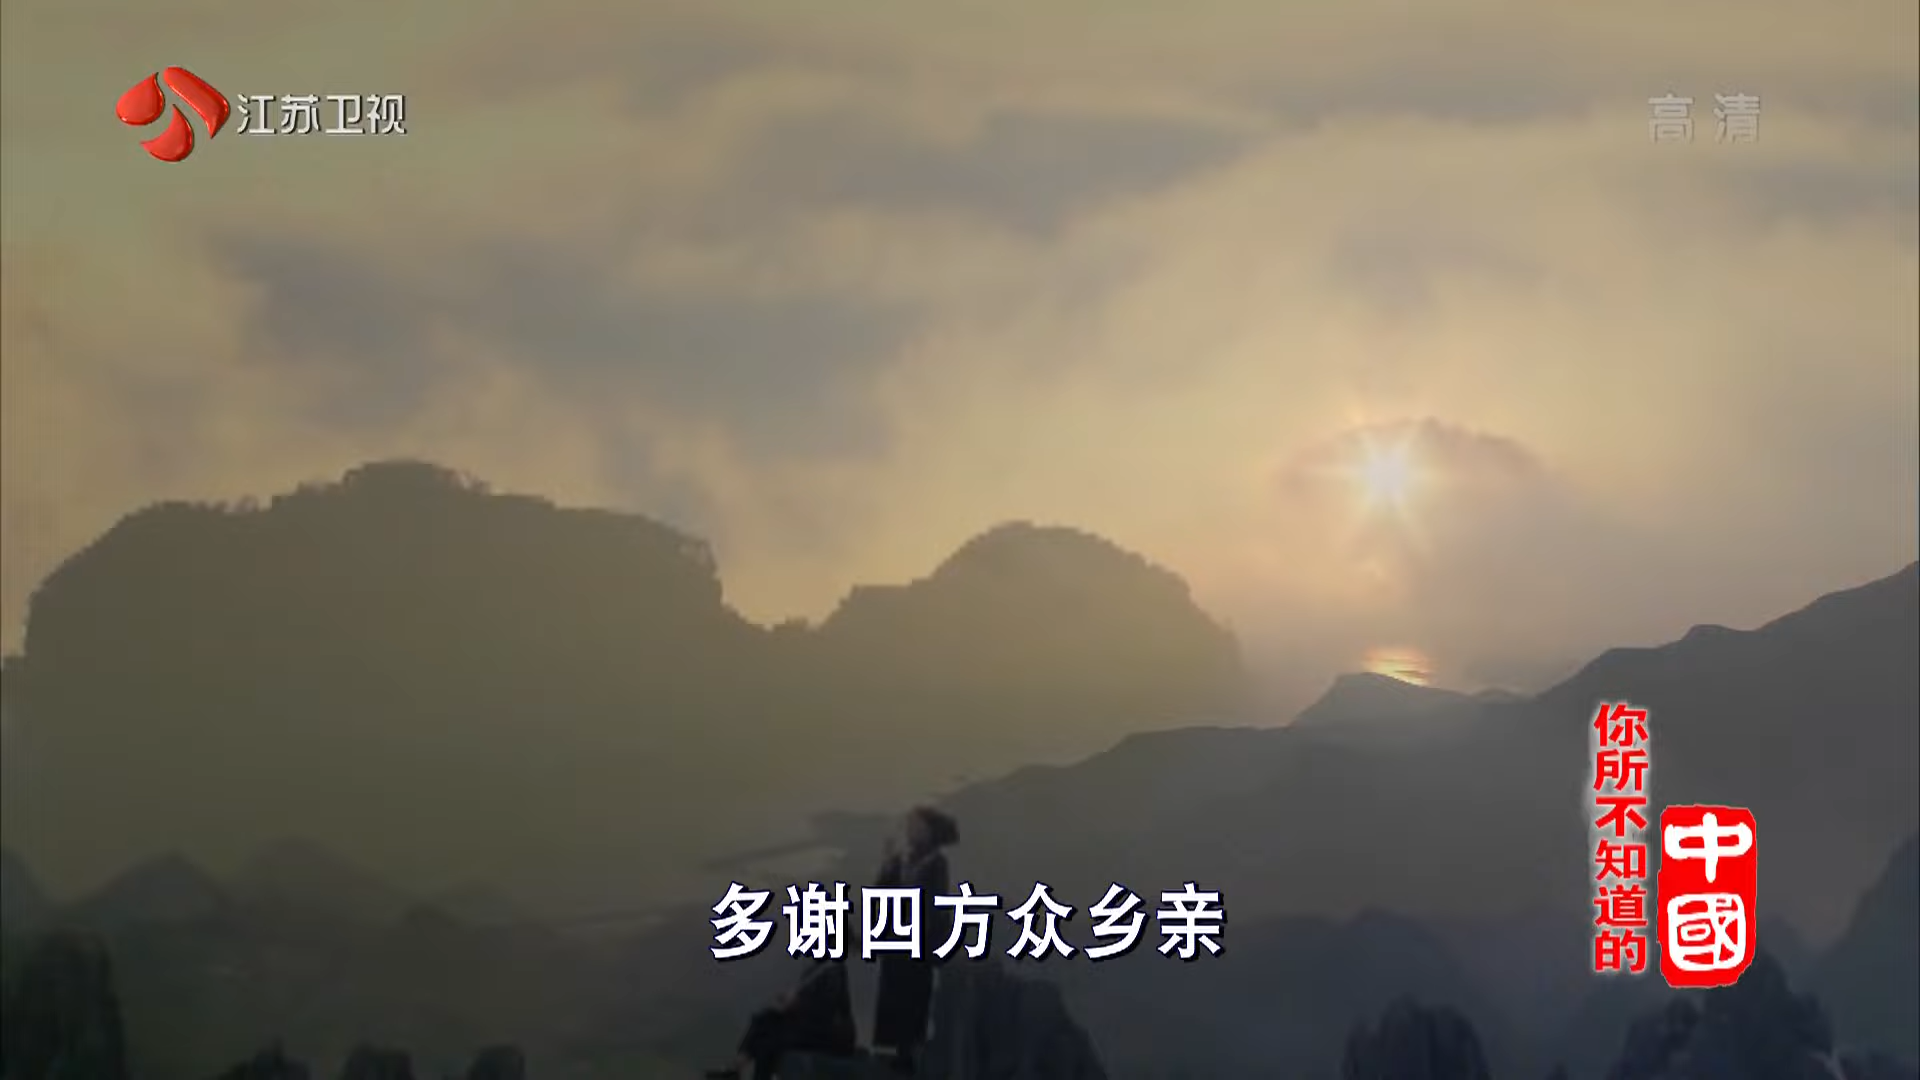 江苏卫视
高清
你所不知道的
中國
多谢四方众乡亲